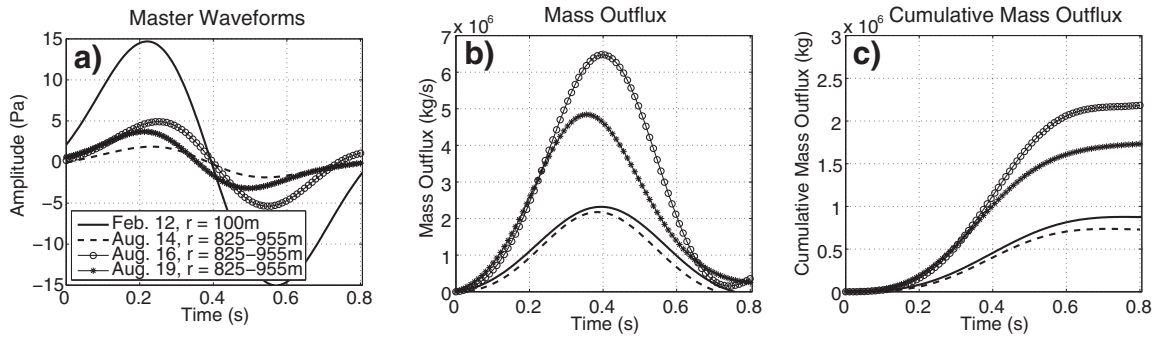 Master Waveforms
a)
Amplitude (Pa)
15
10
5
0
−5
−10
−15
Feb. 12, r = 100m
Aug. 14, r = 825−955m
Aug. 16, r = 825−955m
Aug. 19, r = 825−955m
0
0.2
0.4
0.6
0.8
Time (s)
Mass Outflux
x 10⁶
b)
Mass Outflux (kg/s)
7
6
5
4
3
2
1
0
0
0.2
0.4
0.6
0.8
Time (s)
Cumulative Mass Outflux
x 10⁶
c)
Cumulative Mass Outflux (kg)
3
2.5
2
1.5
1
0.5
0
0
0.2
0.4
0.6
0.8
Time (s)